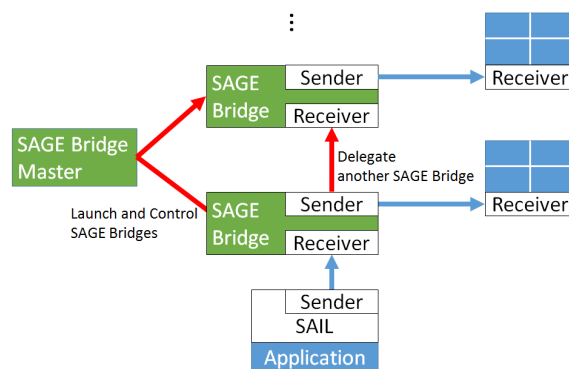 ⋮
Sender
SAGE
Bridge
Receiver
Receiver
SAGE Bridge
Master
Delegate
another SAGE Bridge
Launch and Control
SAGE Bridges
Sender
SAGE
Bridge
Receiver
Receiver
Sender
SAIL
Application